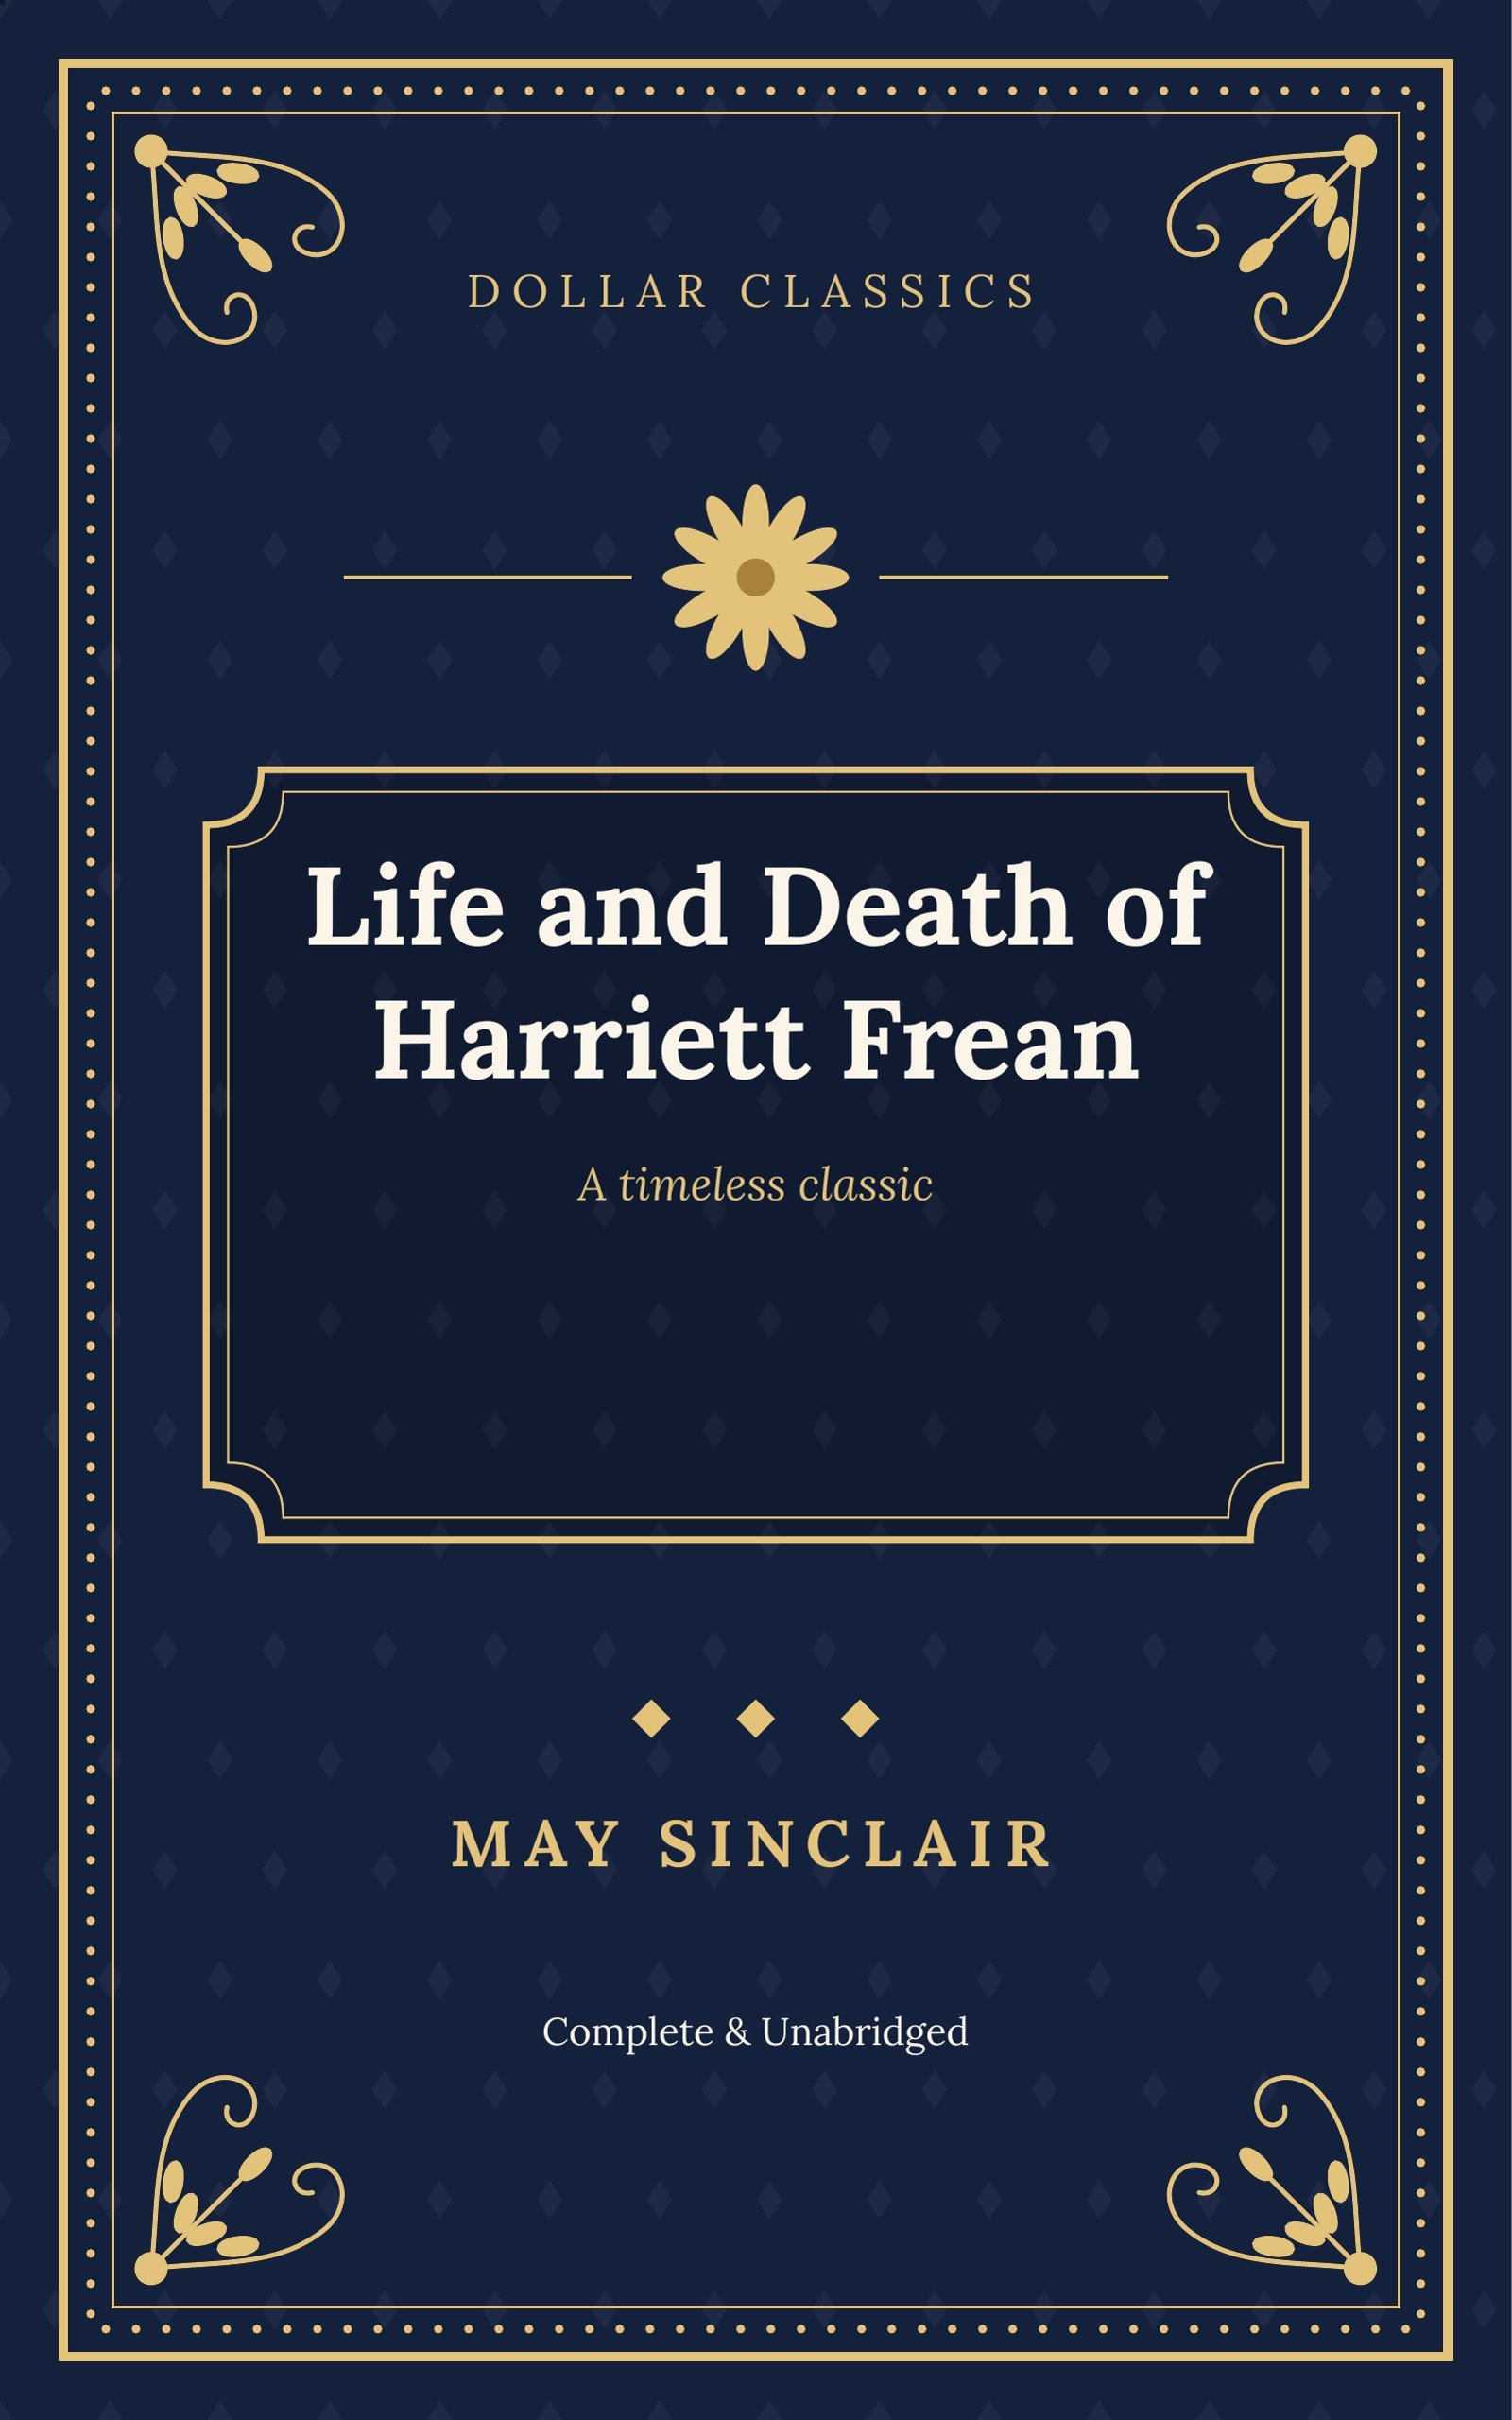 DOLLAR CLASSICS
Life and Death of
Harriett Frean
A timeless classic
MAY SINCLAIR
Complete & Unabridged